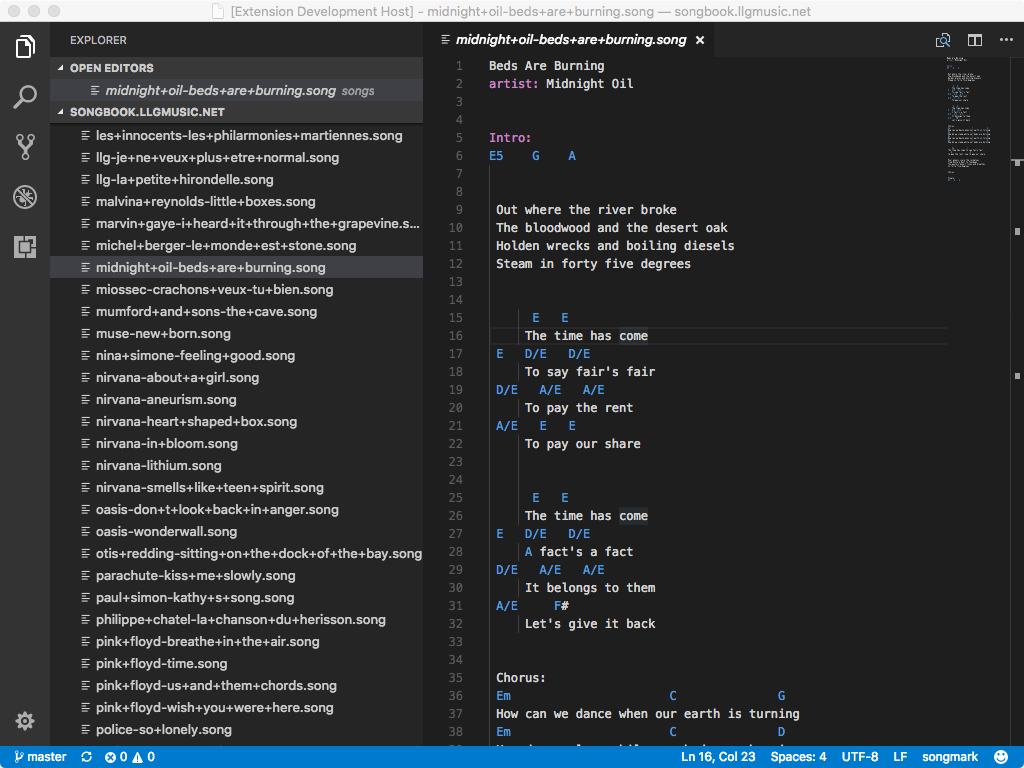 [Extension Development Host] - midnight+oil-beds+are+burning.song — songbook.llgmusic.net
EXPLORER
OPEN EDITORS
midnight+oil-beds+are+burning.song songs
SONGBOOK.LLGMUSIC.NET
les+innocents-les+philarmonies+martiennes.song
llg-je+ne+veux+plus+etre+normal.song
llg-la+petite+hirondelle.song
malvina+reynolds-little+boxes.song
marvin+gaye-i+heard+it+through+the+grapevine.s...
michel+berger-le+monde+est+stone.song
midnight+oil-beds+are+burning.song
miossec-crachons+veux-tu+bien.song
mumford+and+sons-the+cave.song
muse-new+born.song
nina+simone-feeling+good.song
nirvana-about+a+girl.song
nirvana-aneurism.song
nirvana-heart+shaped+box.song
nirvana-in+bloom.song
nirvana-lithium.song
nirvana-smells+like+teen+spirit.song
oasis-don+t+look+back+in+anger.song
oasis-wonderwall.song
otis+redding-sitting+on+the+dock+of+the+bay.song
parachute-kiss+me+slowly.song
paul+simon-kathy+s+song.song
philippe+chatel-la+chanson+du+herisson.song
pink+floyd-breathe+in+the+air.song
pink+floyd-time.song
pink+floyd-us+and+them+chords.song
pink+floyd-wish+you+were+here.song
police-so+lonely.song
midnight+oil-beds+are+burning.song
1 Beds Are Burning
2 artist: Midnight Oil
3
4
5 Intro:
6 E5 G A
7
8
9 Out where the river broke
10 The bloodwood and the desert oak
11 Holden wrecks and boiling diesels
12 Steam in forty five degrees
13
14
15 E E
16 The time has come
17 E D/E D/E
18 To say fair's fair
19 D/E A/E A/E
20 To pay the rent
21 A/E E E
22 To pay our share
23
24
25 E E
26 The time has come
27 E D/E D/E
28 A fact's a fact
29 D/E A/E A/E
30 It belongs to them
31 A/E F#
32 Let's give it back
33
34
35 Chorus:
36 Em C G
37 How can we dance when our earth is turning
38 Em C D
master 0 0 Ln 16, Col 23 Spaces: 4 UTF-8 LF songmark